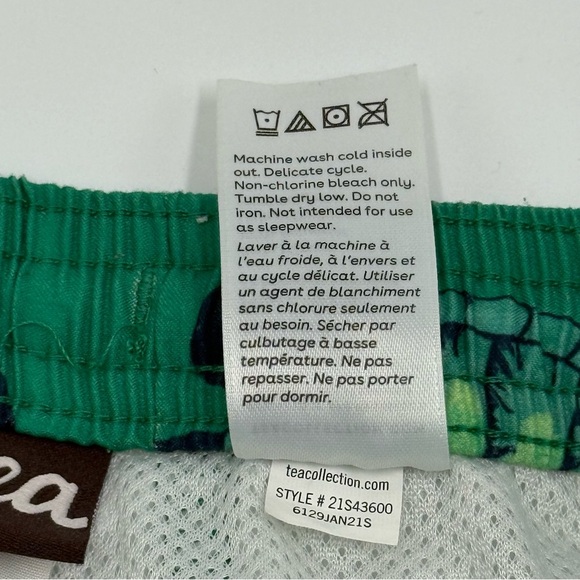 Machine wash cold inside
out. Delicate cycle.
Non-chlorine bleach only.
Tumble dry low. Do not
iron. Not intended for use
as sleepwear.
Laver à la machine à
l'eau froide, à l'envers et
au cycle délicat. Utiliser
un agent de blanchiment
sans chlorure seulement
au besoin. Sécher par
culbutage à basse
température. Ne pas
repasser. Ne pas porter
pour dormir.
ea
teacollection.com
STYLE # 21S43600
6129JAN21S